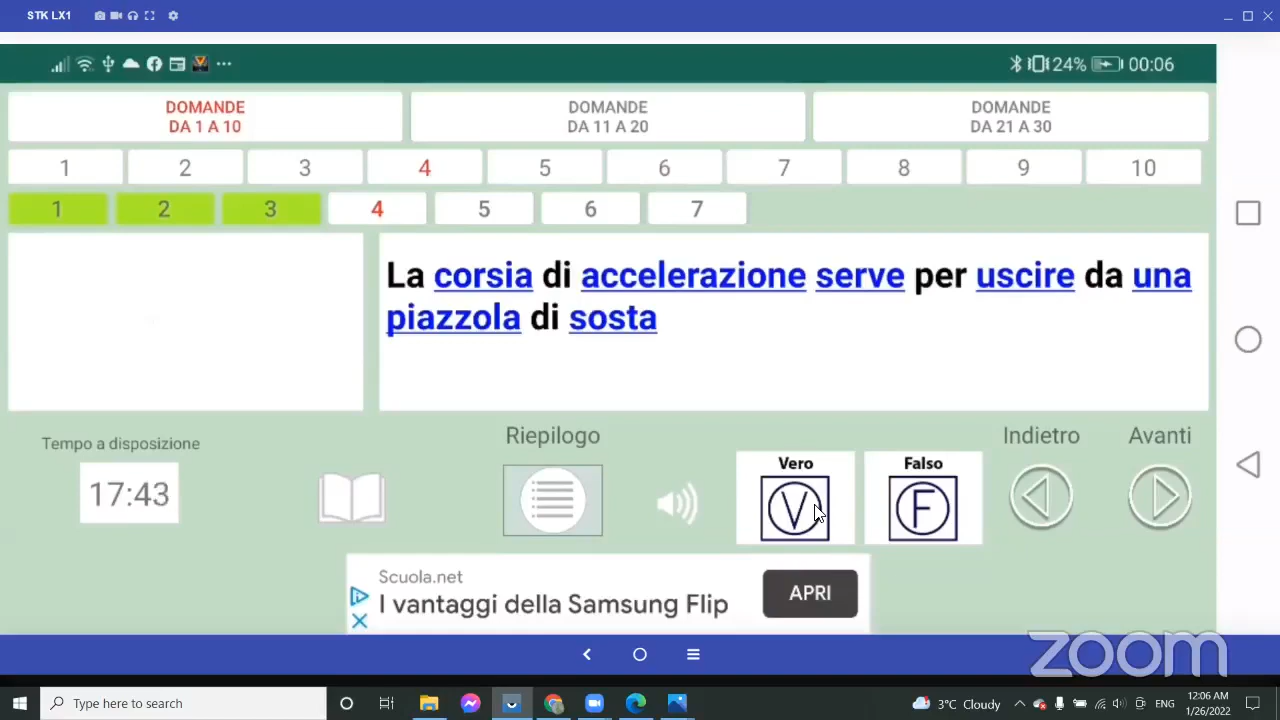 STK LX1
24% 00:06
DOMANDE
DA 1 A 10
DOMANDE
DA 11 A 20
DOMANDE
DA 21 A 30
1 2 3 4 5 6 7 8 9 10
1 2 3 4 5 6 7
La corsia di accelerazione serve per uscire da una
piazzola di sosta
Tempo a disposizione
17:43
Riepilogo
Vero
V
Falso
F
Indietro
Avanti
Scuola.net
I vantaggi della Samsung Flip
APRI
zoom
Type here to search
3°C Cloudy
ENG
12:06 AM
1/26/2022